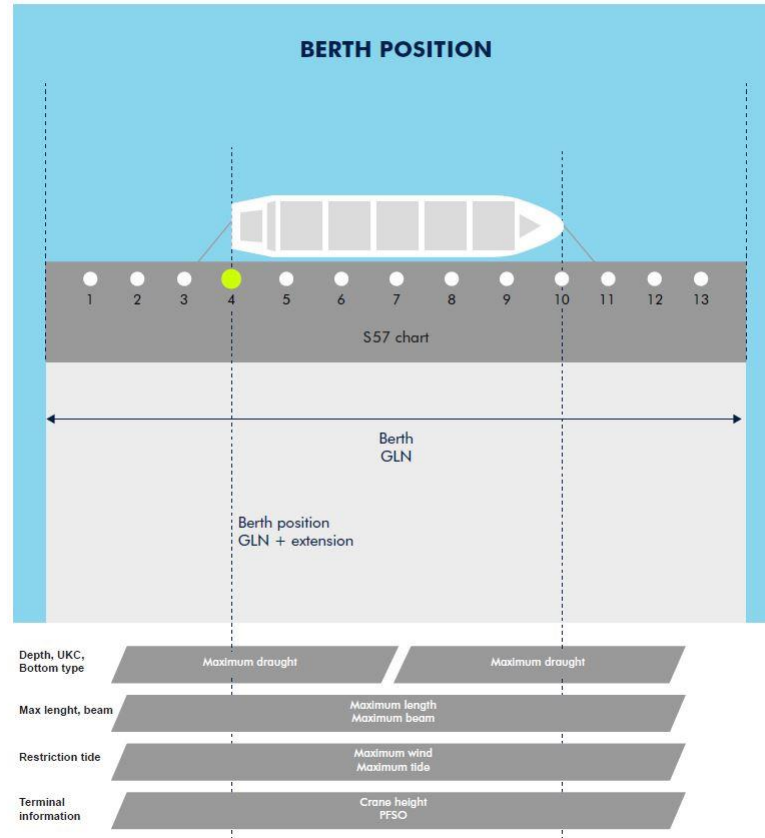 BERTH POSITION
1 2 3 4 5 6 7 8 9 10 11 12 13
S57 chart
Berth
GLN
Berth position
GLN + extension
Depth, UKC,
Bottom type
Maximum draught
Maximum draught
Max lenght, beam
Maximum length
Maximum beam
Restriction tide
Maximum wind
Maximum tide
Terminal
information
Crane height
PFSO